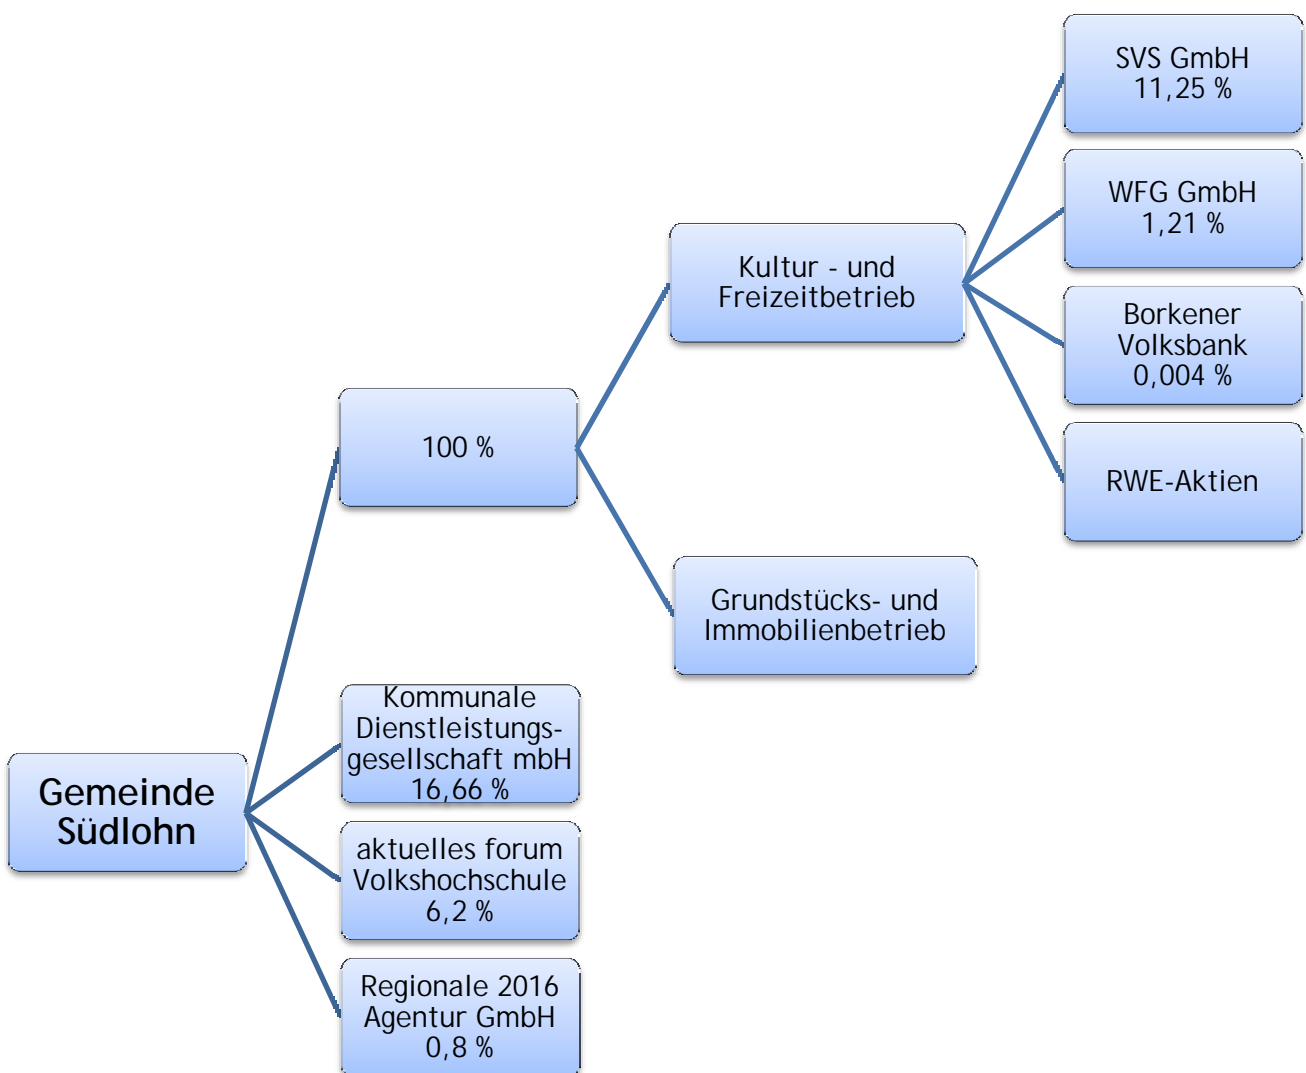 SVS GmbH
11,25 %
WFG GmbH
1,21 %
Kultur - und
Freizeitbetrieb
Borkener
Volksbank
0,004 %
100 %
RWE-Aktien
Grundstücks- und
Immobilienbetrieb
Kommunale
Dienstleistungs-
gesellschaft mbH
16,66 %
Gemeinde
Südlohn
aktuelles forum
Volkshochschule
6,2 %
Regionale 2016
Agentur GmbH
0,8 %